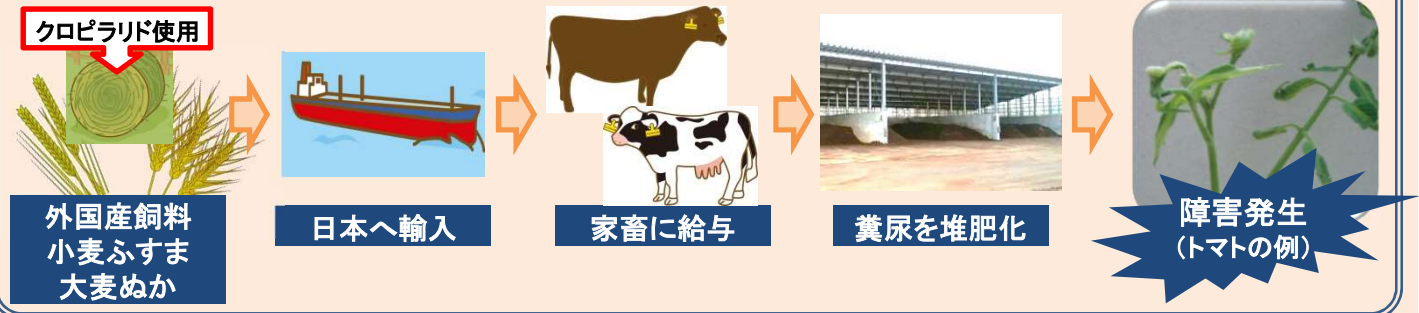 クロピラリド使用
外国産飼料
小麦ふすま
大麦ぬか
日本へ輸入
家畜に給与
糞尿を堆肥化
障害発生
（トマトの例）